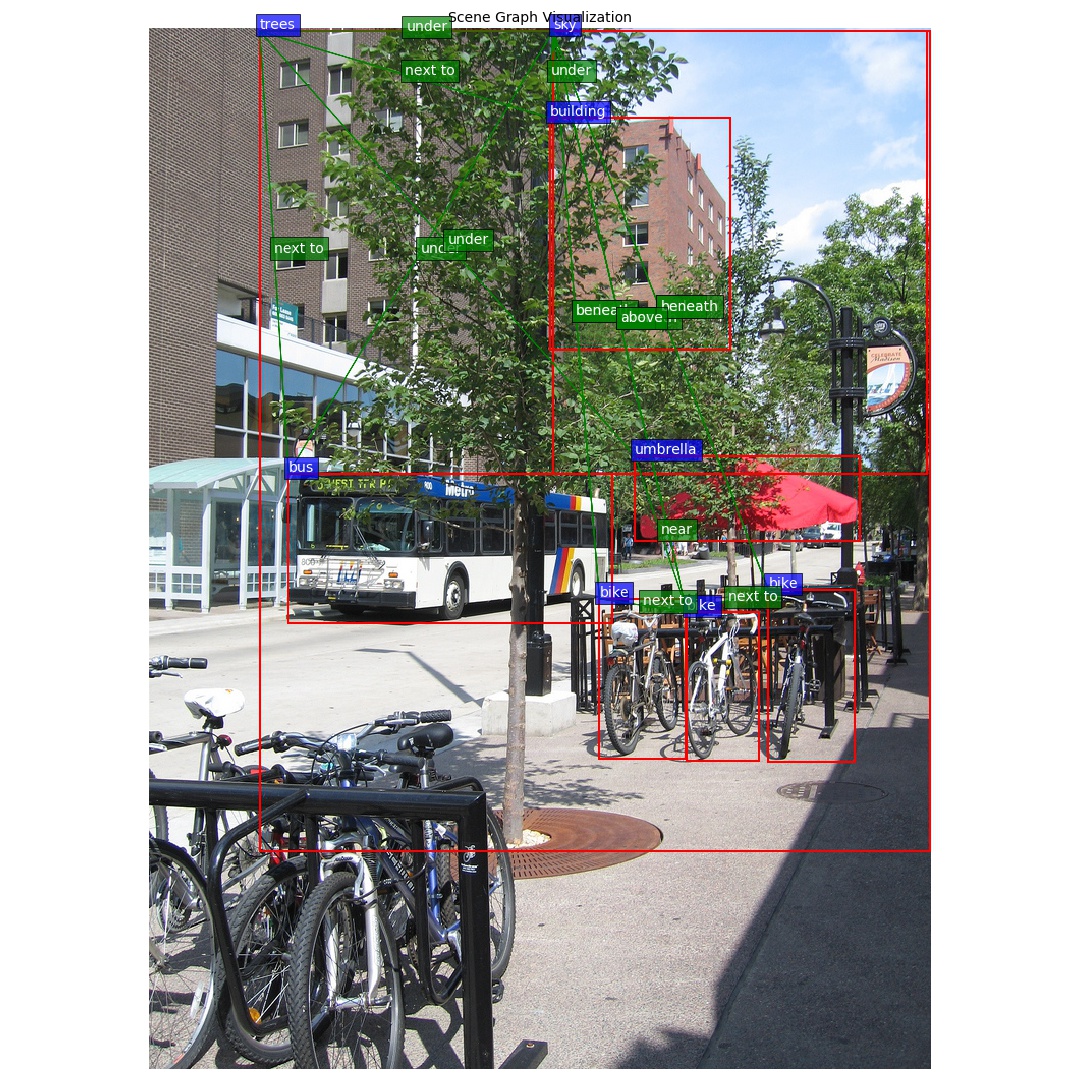 Scene Graph Visualization
trees
under
sky
next to
under
building
next to
under
under
beneath
above
beneath
CELEBRATE
Madison
umbrella
bus
Metro
near
bike
next to
next to
bike